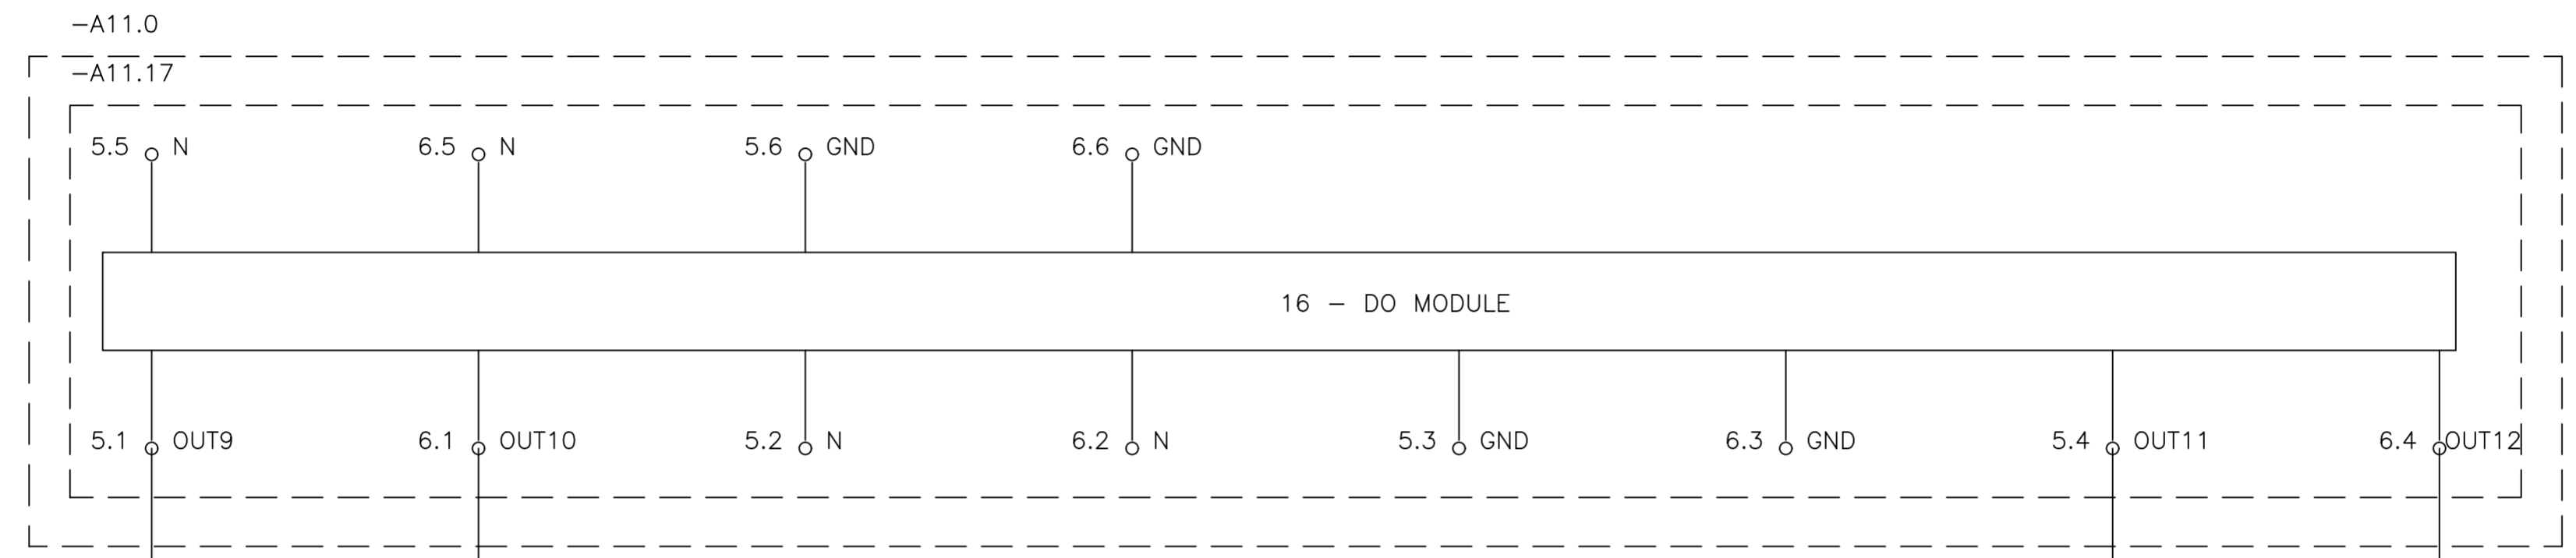 -A11.0
-A11.17
5.5 N 6.5 N 5.6 GND 6.6 GND
16 - DO MODULE
5.1 OUT9 6.1 OUT10 5.2 N 6.2 N 5.3 GND 6.3 GND 5.4 OUT11 6.4 OUT12